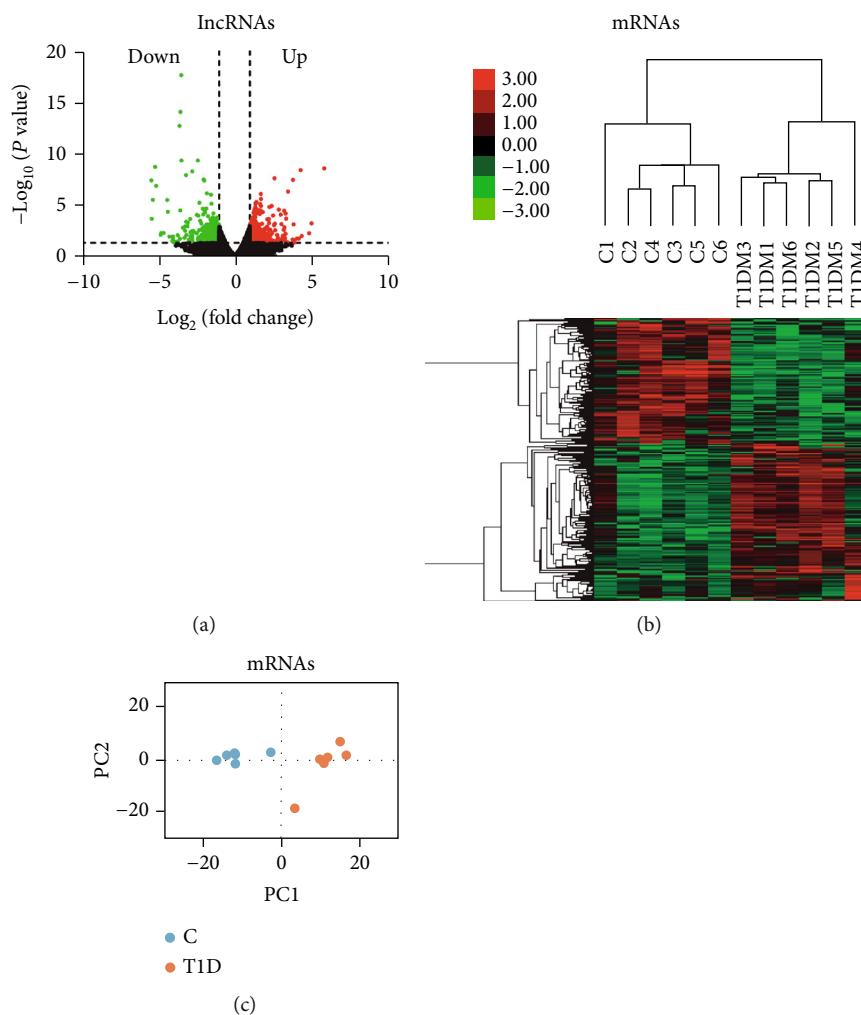 lncRNAs
Down
Up
20
15
10
5
0
−Log10 (P value)
−10
−5
0
5
10
Log2 (fold change)
(a)
mRNAs
3.00
2.00
1.00
0.00
−1.00
−2.00
−3.00
C1
C2
C4
C3
C5
C6
T1DM3
T1DM1
T1DM6
T1DM2
T1DM5
T1DM4
(b)
mRNAs
20
0
−20
PC2
−20
0
20
PC1
C
T1D
(c)